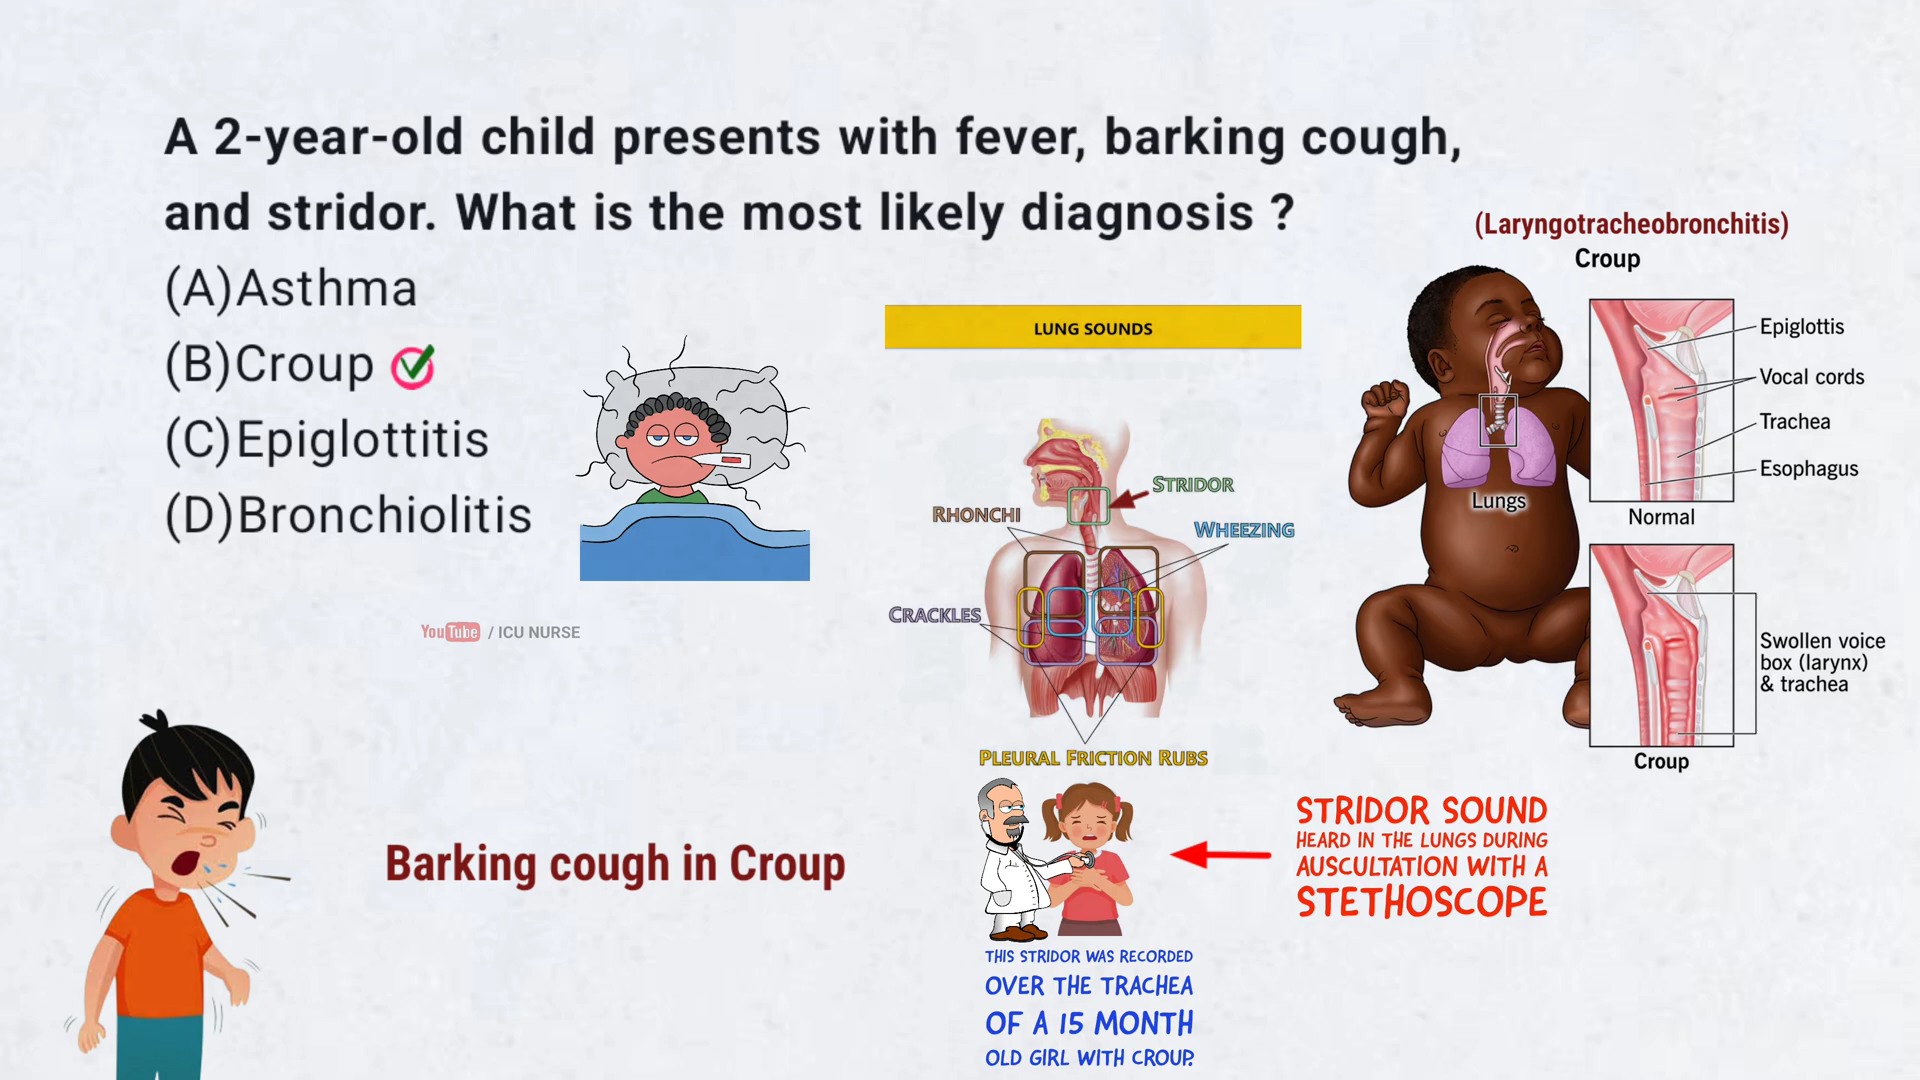 A 2-year-old child presents with fever, barking cough,
and stridor. What is the most likely diagnosis ?
(A)Asthma
(B)Croup
(C)Epiglottitis
(D)Bronchiolitis
YouTube / ICU NURSE
Barking cough in Croup
LUNG SOUNDS
STRIDOR
RHONCHI
WHEEZING
CRACKLES
PLEURAL FRICTION RUBS
THIS STRIDOR WAS RECORDED
OVER THE TRACHEA
OF A 15 MONTH
OLD GIRL WITH CROUP.
STRIDOR SOUND
HEARD IN THE LUNGS DURING
AUSCULTATION WITH A
STETHOSCOPE
(Laryngotracheobronchitis)
Croup
Epiglottis
Vocal cords
Trachea
Esophagus
Lungs
Normal
Swollen voice
box (larynx)
& trachea
Croup